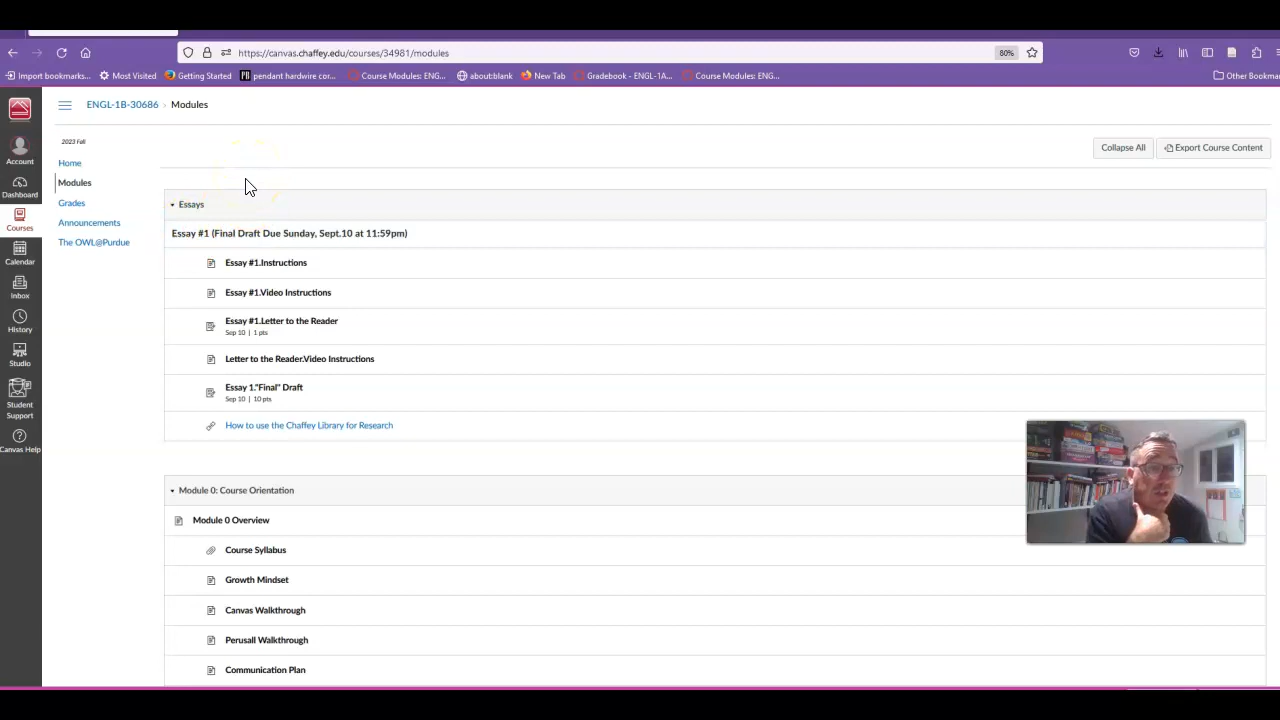 https://canvas.chaffey.edu/courses/34981/modules
80%
Import bookmarks...
Most Visited
Getting Started
pendant hardwire cor...
Course Modules: ENG...
about:blank
New Tab
Gradebook - ENGL-1A...
Course Modules: ENG...
Other Bookma
ENGL-1B-30686 › Modules
Account
Dashboard
Courses
Calendar
Inbox
History
Studio
Student
Support
Canvas Help
2023 Fall
Home
Modules
Grades
Announcements
The OWL@Purdue
Collapse All
Export Course Content
Essays
Essay #1 (Final Draft Due Sunday, Sept.10 at 11:59pm)
Essay #1.Instructions
Essay #1.Video Instructions
Essay #1.Letter to the Reader
Sep 10 | 1 pts
Letter to the Reader.Video Instructions
Essay 1."Final" Draft
Sep 10 | 10 pts
How to use the Chaffey Library for Research
Module 0: Course Orientation
Module 0 Overview
Course Syllabus
Growth Mindset
Canvas Walkthrough
Perusall Walkthrough
Communication Plan